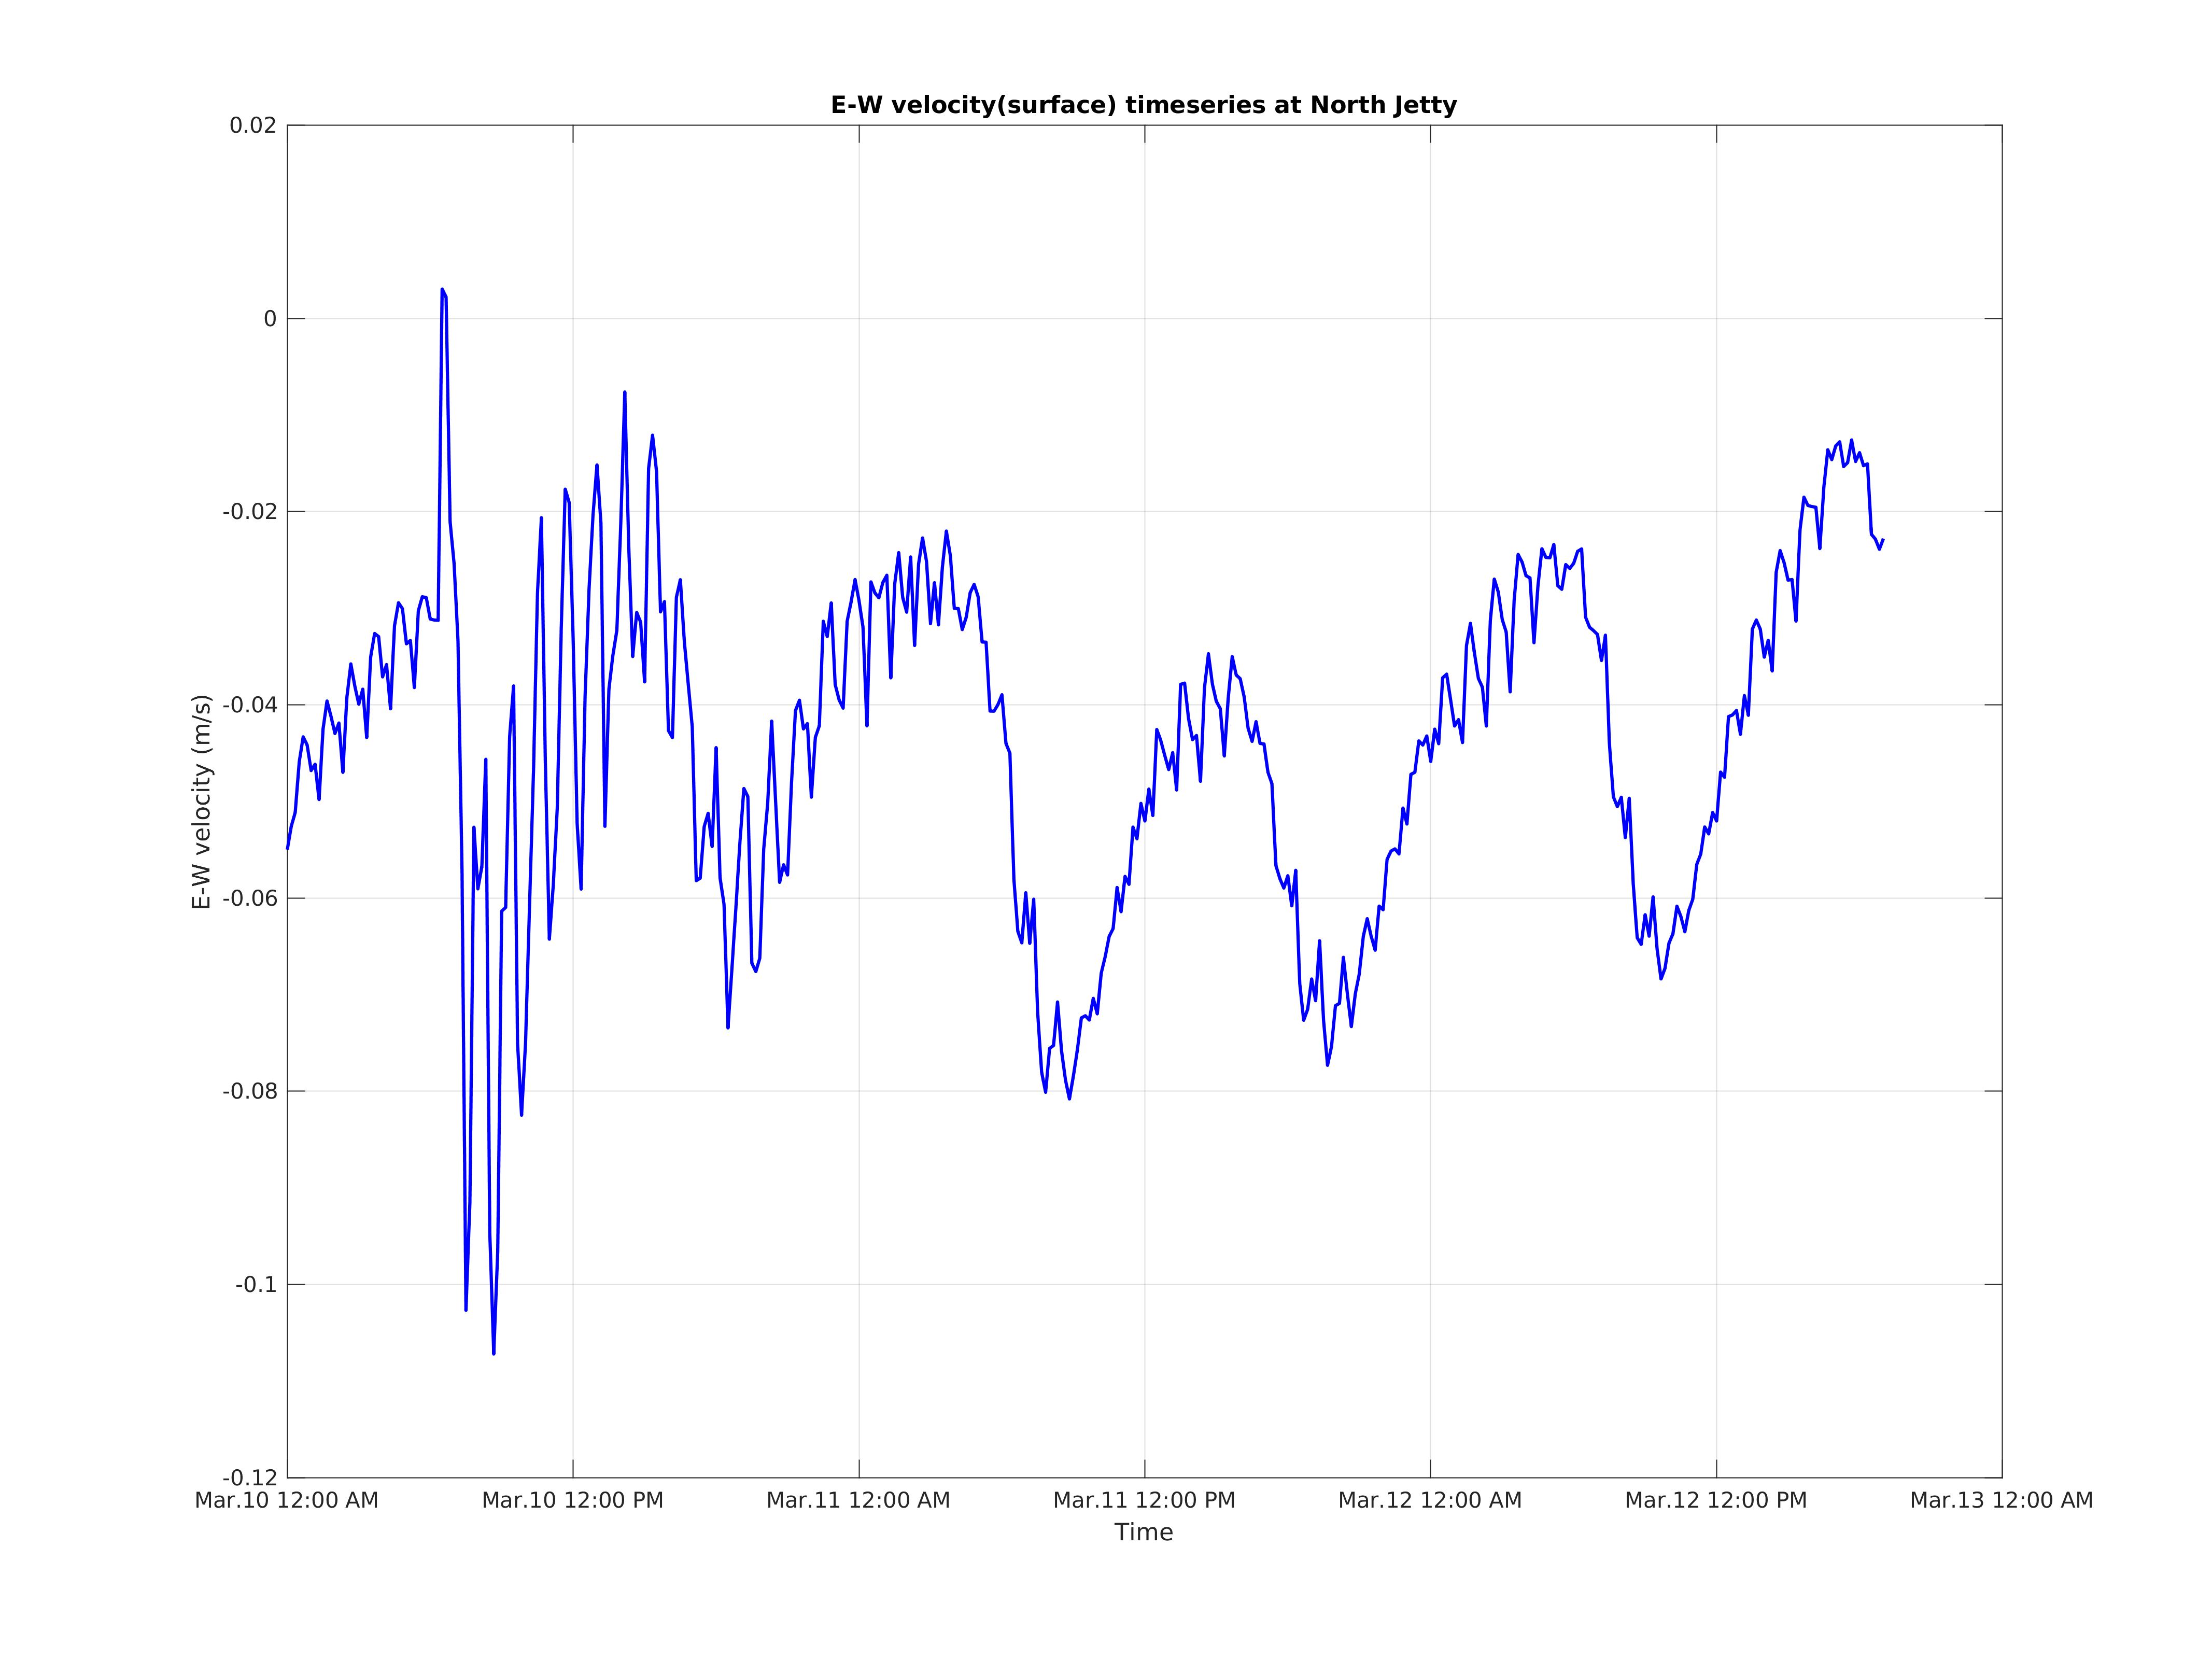 E-W velocity(surface) timeseries at North Jetty
0.02
0
-0.02
-0.04
-0.06
-0.08
-0.1
-0.12
E-W velocity (m/s)
Mar.10 12:00 AM Mar.10 12:00 PM Mar.11 12:00 AM Mar.11 12:00 PM Mar.12 12:00 AM Mar.12 12:00 PM Mar.13 12:00 AM
Time